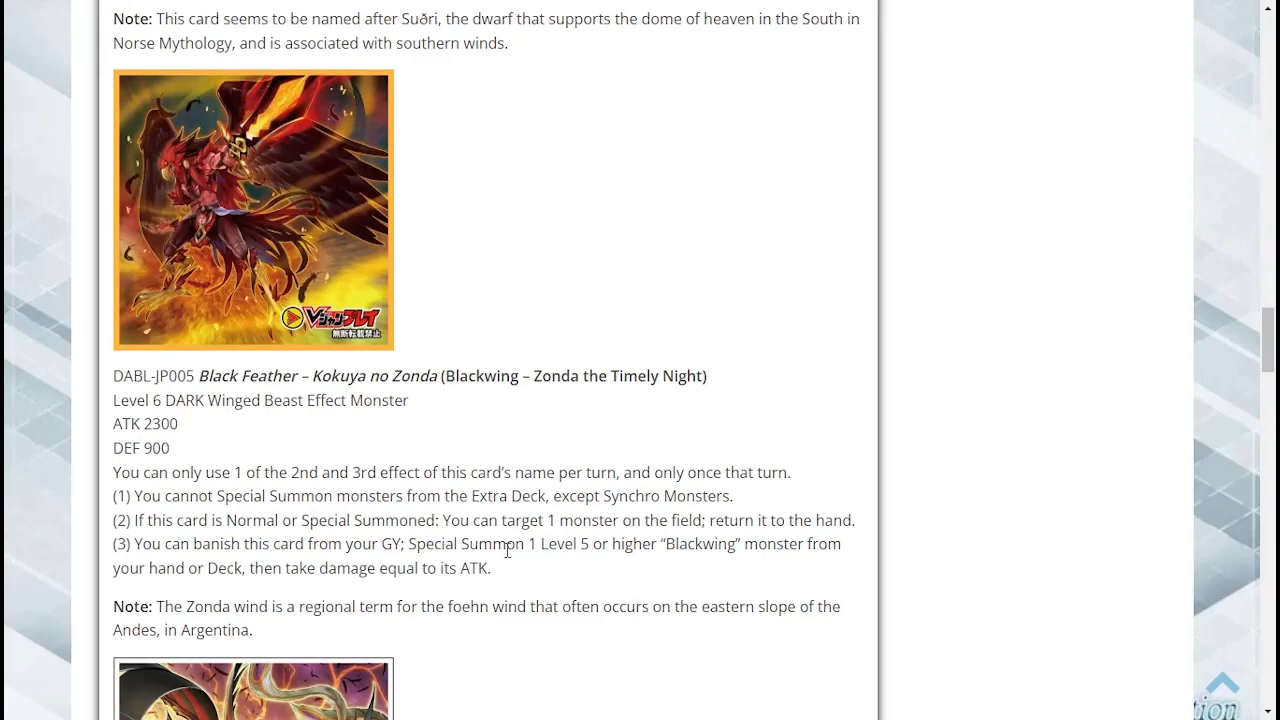 Note: This card seems to be named after Suðri, the dwarf that supports the dome of heaven in the South in
Norse Mythology, and is associated with southern winds.
Vジャンプレイ
無断転載禁止
DABL-JP005 Black Feather – Kokuya no Zonda (Blackwing – Zonda the Timely Night)
Level 6 DARK Winged Beast Effect Monster
ATK 2300
DEF 900
You can only use 1 of the 2nd and 3rd effect of this card’s name per turn, and only once that turn.
(1) You cannot Special Summon monsters from the Extra Deck, except Synchro Monsters.
(2) If this card is Normal or Special Summoned: You can target 1 monster on the field; return it to the hand.
(3) You can banish this card from your GY; Special Summon 1 Level 5 or higher “Blackwing” monster from
your hand or Deck, then take damage equal to its ATK.
Note: The Zonda wind is a regional term for the foehn wind that often occurs on the eastern slope of the
Andes, in Argentina.